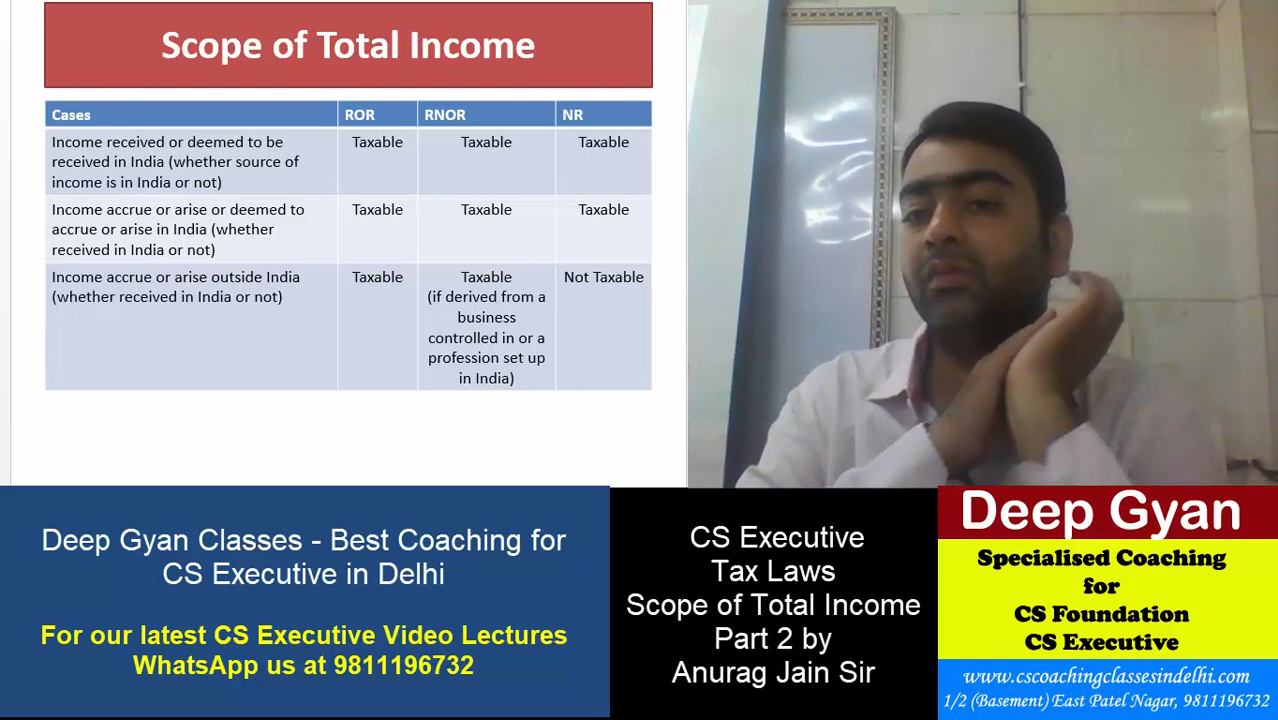 Scope of Total Income
Cases ROR RNOR NR
Income received or deemed to be Taxable Taxable Taxable
received in India (whether source of
income is in India or not)
Income accrue or arise or deemed to Taxable Taxable Taxable
accrue or arise in India (whether
received in India or not)
Income accrue or arise outside India Taxable Taxable Not Taxable
(whether received in India or not) (if derived from a
business
controlled in or a
profession set up
in India)
Deep Gyan Classes - Best Coaching for
CS Executive in Delhi
For our latest CS Executive Video Lectures
WhatsApp us at 9811196732
CS Executive
Tax Laws
Scope of Total Income
Part 2 by
Anurag Jain Sir
Deep Gyan
Specialised Coaching
for
CS Foundation
CS Executive
www.cscoachingclassesindelhi.com
1/2 (Basement) East Patel Nagar, 9811196732